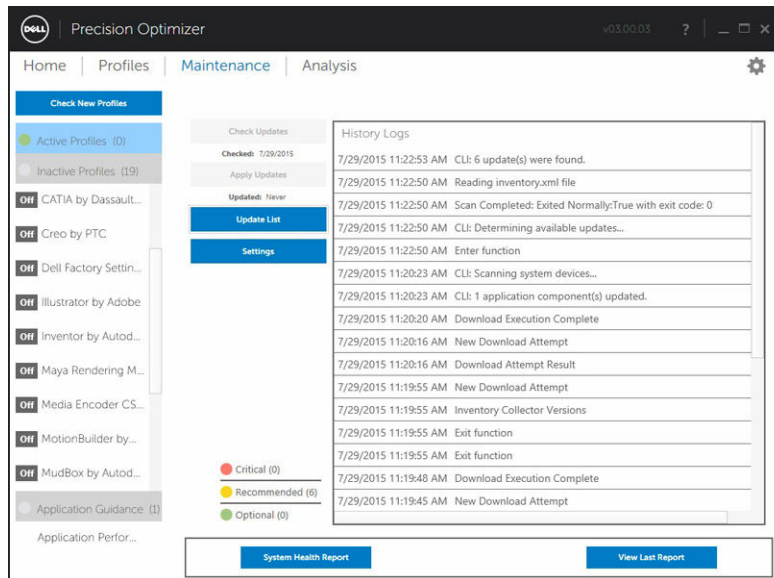 DELL Precision Optimizer v03.00.03 ?
Home Profiles Maintenance Analysis
Check New Profiles
Active Profiles (0)
Inactive Profiles (19)
Off CATIA by Dassault...
Off Creo by PTC
Off Dell Factory Settin...
Off Illustrator by Adobe
Off Inventor by Autod...
Off Maya Rendering M...
Off Media Encoder CS...
Off MotionBuilder by...
Off MudBox by Autod...
Application Guidance (1)
Application Perfor...
Check Updates
Checked: 7/29/2015
Apply Updates
Updated: Never
Update List
Settings
Critical (0)
Recommended (6)
Optional (0)
History Logs
7/29/2015 11:22:53 AM CLI: 6 update(s) were found.
7/29/2015 11:22:50 AM Reading inventory.xml file
7/29/2015 11:22:50 AM Scan Completed: Exited Normally:True with exit code: 0
7/29/2015 11:22:50 AM CLI: Determining available updates...
7/29/2015 11:22:50 AM Enter function
7/29/2015 11:20:23 AM CLI: Scanning system devices...
7/29/2015 11:20:23 AM CLI: 1 application component(s) updated.
7/29/2015 11:20:20 AM Download Execution Complete
7/29/2015 11:20:16 AM New Download Attempt
7/29/2015 11:20:16 AM Download Attempt Result
7/29/2015 11:19:55 AM New Download Attempt
7/29/2015 11:19:55 AM Inventory Collector Versions
7/29/2015 11:19:55 AM Exit function
7/29/2015 11:19:55 AM Exit function
7/29/2015 11:19:48 AM Download Execution Complete
7/29/2015 11:19:45 AM New Download Attempt
System Health Report
View Last Report